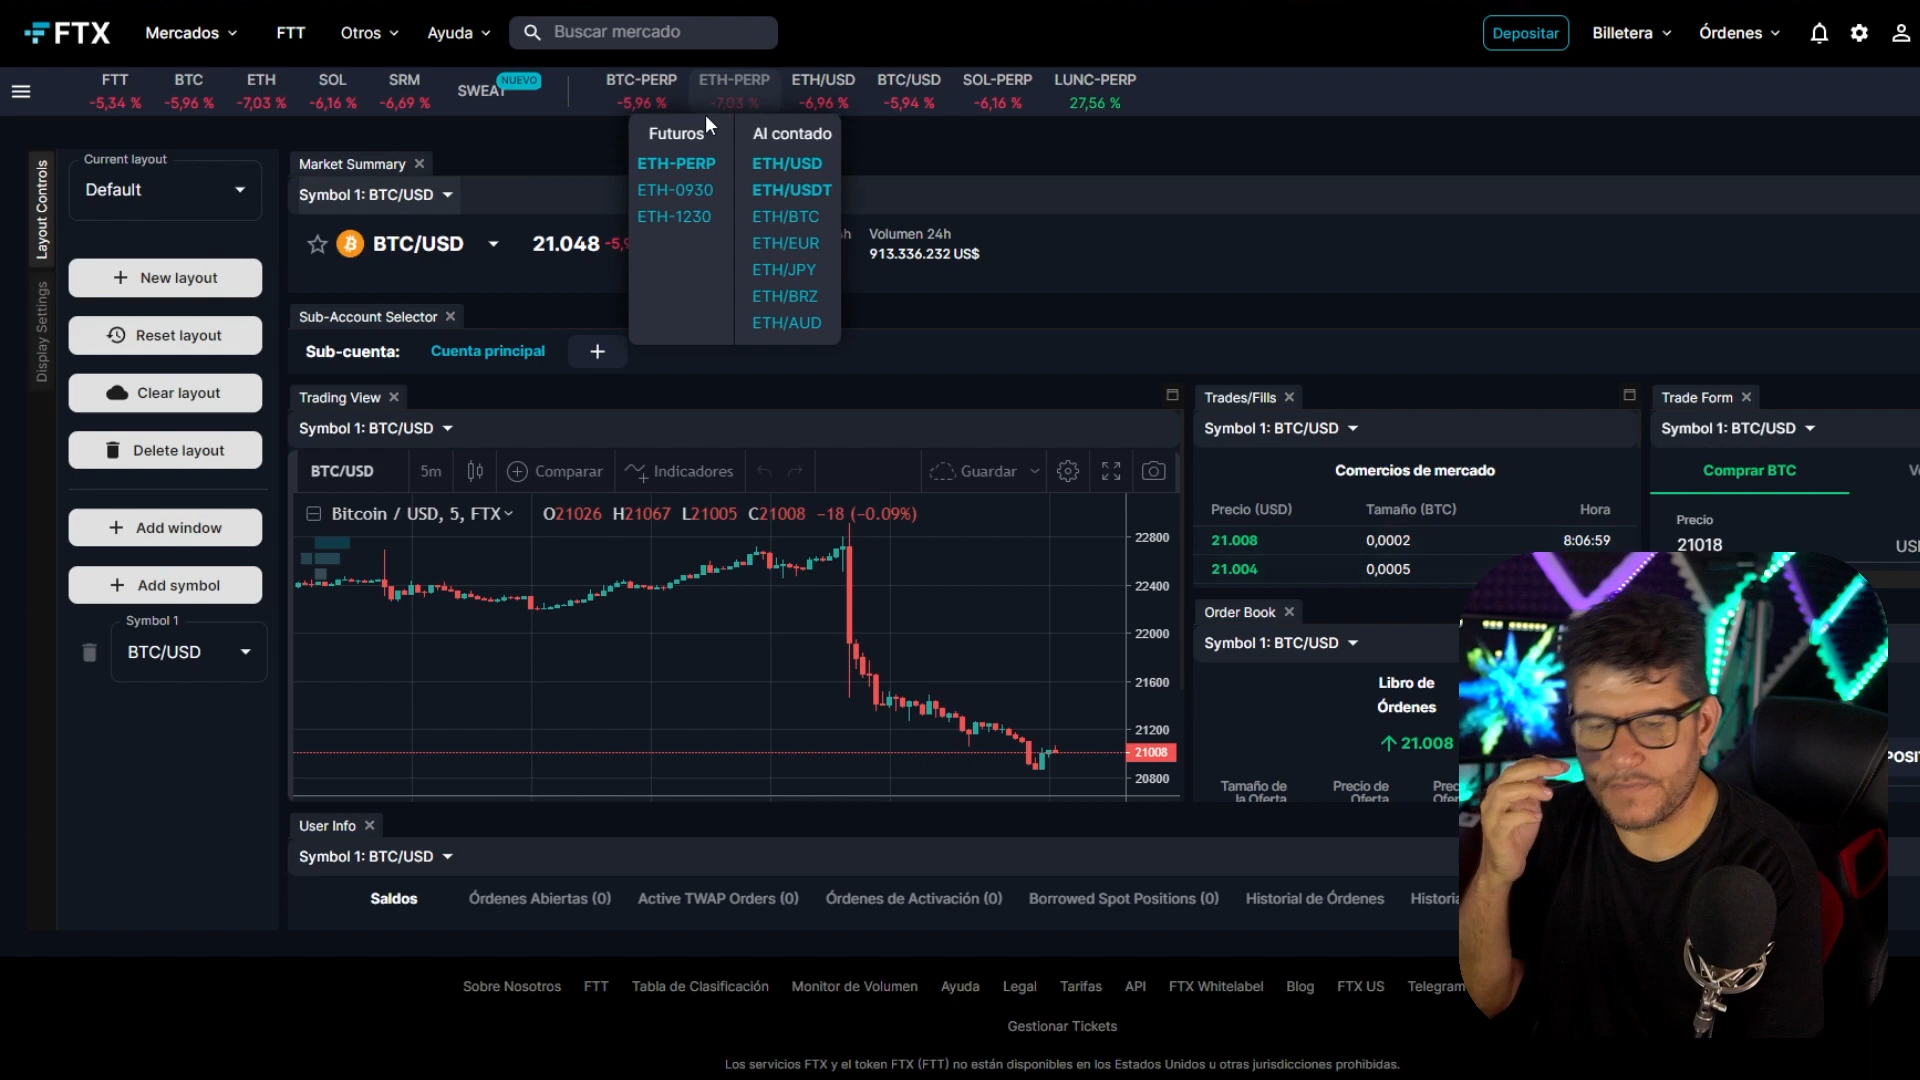 FTX
Mercados
FTT
Otros
Ayuda
Buscar mercado
Depositar
Billetera
Órdenes
FTT
-5,34 %
BTC
-5,96 %
ETH
-7,03 %
SOL
-6,16 %
SRM
-6,69 %
SWEAT
NUEVO
BTC-PERP
-5,96 %
ETH-PERP
-7,03 %
ETH/USD
-6,96 %
BTC/USD
-5,94 %
SOL-PERP
-6,16 %
LUNC-PERP
27,56 %
Futuros
ETH-PERP
ETH-0930
ETH-1230
Al contado
ETH/USD
ETH/USDT
ETH/BTC
ETH/EUR
ETH/JPY
ETH/BRZ
ETH/AUD
Layout Controls
Display Settings
Current layout
Default
New layout
Reset layout
Clear layout
Delete layout
Add window
Add symbol
Symbol 1
BTC/USD
Market Summary
Symbol 1: BTC/USD
BTC/USD
21.048
Volumen 24h
913.336.232 US$
Sub-Account Selector
Sub-cuenta:
Cuenta principal
Trading View
Symbol 1: BTC/USD
BTC/USD
5m
Comparar
Indicadores
Guardar
Bitcoin / USD, 5, FTX
O21026 H21067 L21005 C21008 −18 (−0.09%)
22800
22400
22000
21600
21200
21008
20800
Trades/Fills
Symbol 1: BTC/USD
Comercios de mercado
Precio (USD)
Tamaño (BTC)
Hora
21.008
0,0002
8:06:59
21.004
0,0005
Order Book
Symbol 1: BTC/USD
Libro de
Órdenes
21.008
Tamaño de
la Oferta
Precio de
Oferta
Trade Form
Symbol 1: BTC/USD
Comprar BTC
Precio
21018
User Info
Symbol 1: BTC/USD
Saldos
Órdenes Abiertas (0)
Active TWAP Orders (0)
Órdenes de Activación (0)
Borrowed Spot Positions (0)
Historial de Órdenes
Sobre Nosotros
FTT
Tabla de Clasificación
Monitor de Volumen
Ayuda
Legal
Tarifas
API
FTX Whitelabel
Blog
FTX US
Telegram
Gestionar Tickets
Los servicios FTX y el token FTX (FTT) no están disponibles en los Estados Unidos u otras jurisdicciones prohibidas.